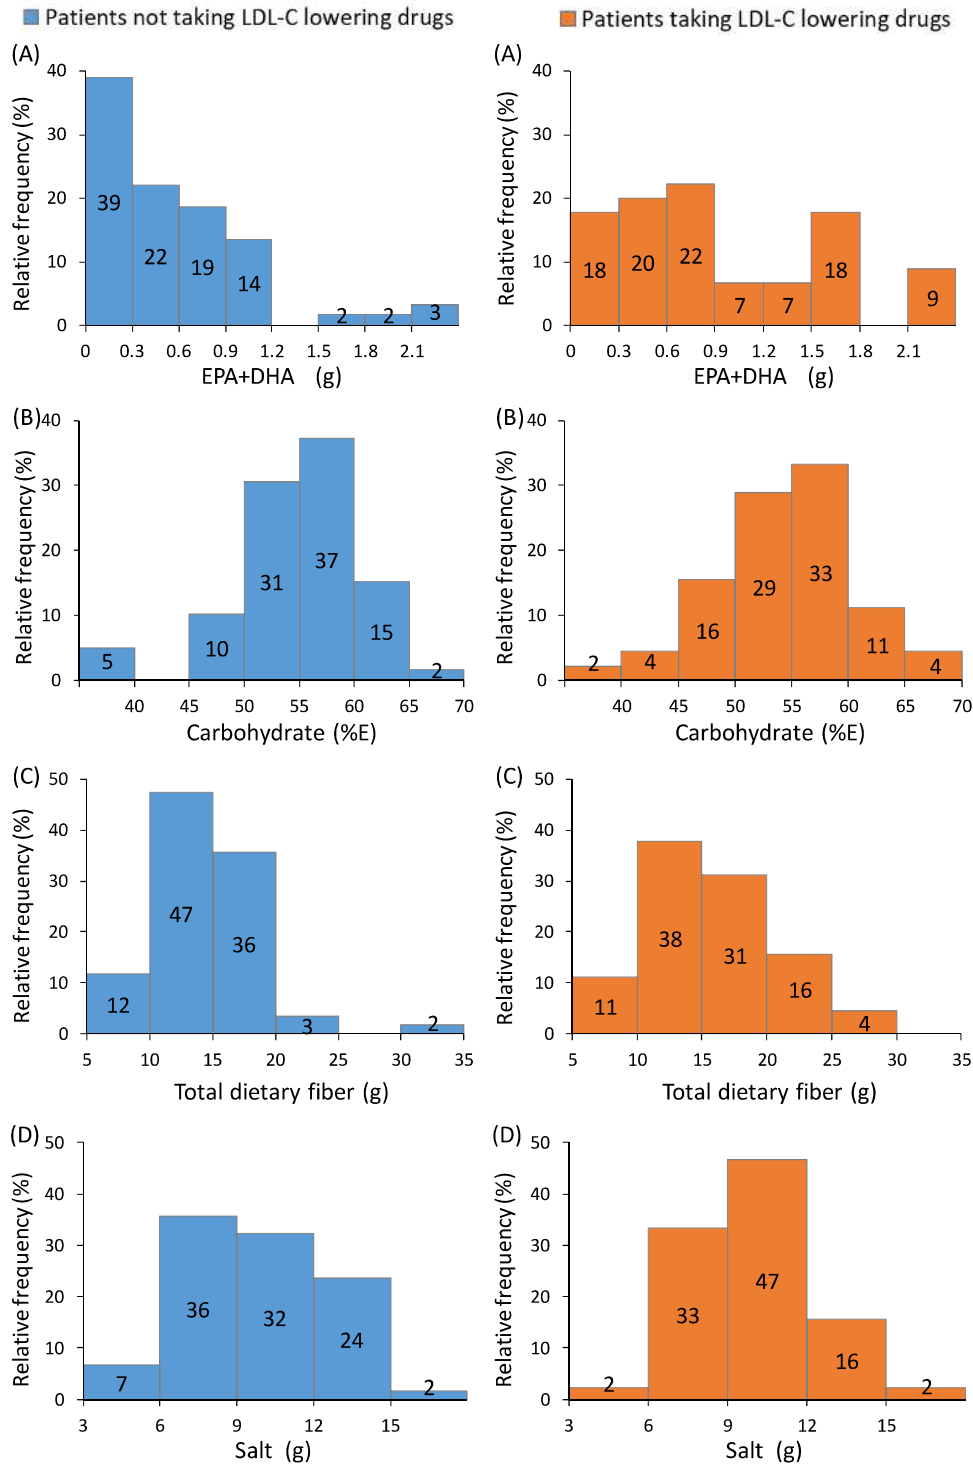 Patients not taking LDL-C lowering drugs
Patients taking LDL-C lowering drugs
(A)
Relative frequency (%)
40
30
20
10
0
39
22
19
14
2
2
3
0 0.3 0.6 0.9 1.2 1.5 1.8 2.1
EPA+DHA (g)
(A)
Relative frequency (%)
40
30
20
10
0
18
20
22
7
7
18
9
0 0.3 0.6 0.9 1.2 1.5 1.8 2.1
EPA+DHA (g)
(B)
Relative frequency (%)
40
30
20
10
0
5
10
31
37
15
2
40 45 50 55 60 65 70
Carbohydrate (%E)
(B)
Relative frequency (%)
40
30
20
10
0
2
4
16
29
33
11
4
40 45 50 55 60 65 70
Carbohydrate (%E)
(C)
Relative frequency (%)
50
40
30
20
10
0
12
47
36
3
2
5 10 15 20 25 30 35
Total dietary fiber (g)
(C)
Relative frequency (%)
50
40
30
20
10
0
11
38
31
16
4
5 10 15 20 25 30 35
Total dietary fiber (g)
(D)
Relative frequency (%)
50
40
30
20
10
0
7
36
32
24
2
3 6 9 12 15
Salt (g)
(D)
Relative frequency (%)
50
40
30
20
10
0
2
33
47
16
2
3 6 9 12 15
Salt (g)